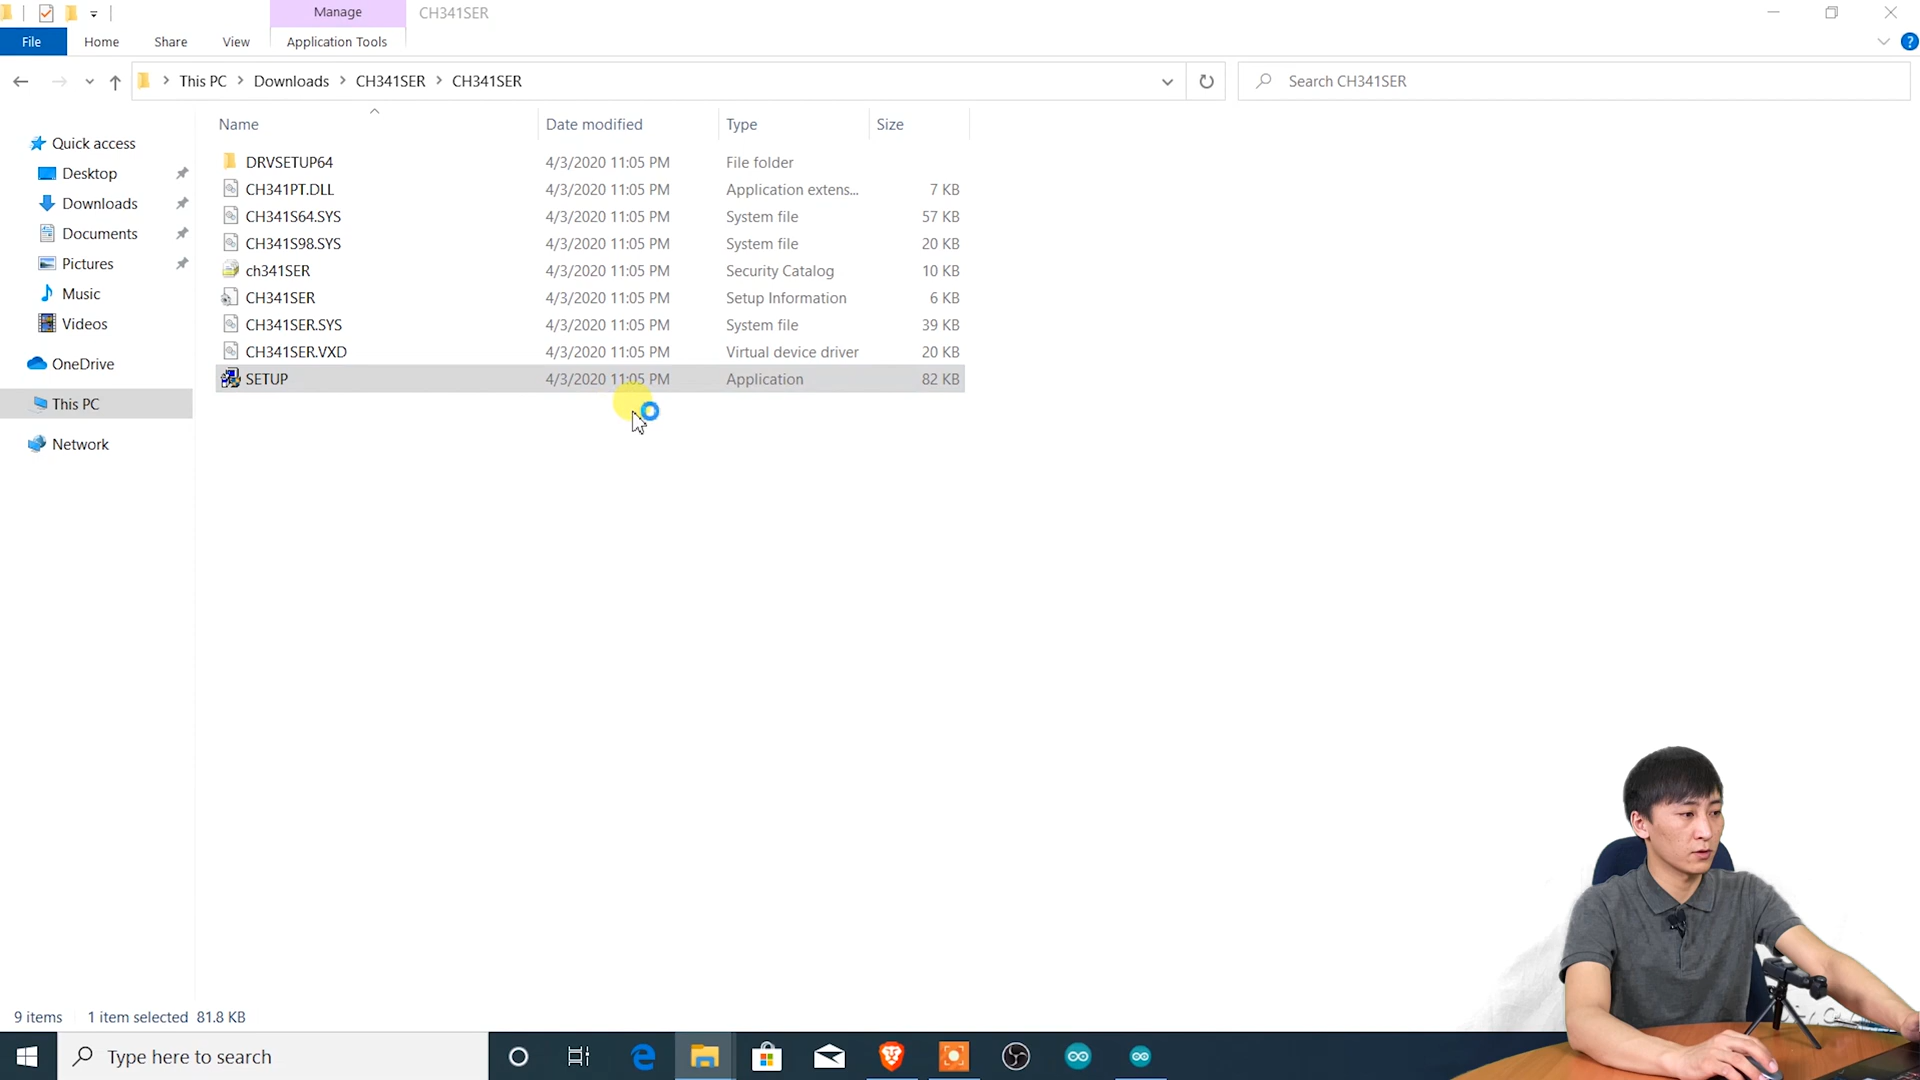 Manage CH341SER
File Home Share View Application Tools
This PC Downloads CH341SER CH341SER Search CH341SER
Name Date modified Type Size
Quick access
Desktop
Downloads
Documents
Pictures
Music
Videos
OneDrive
This PC
Network
DRVSETUP64 4/3/2020 11:05 PM File folder
CH341PT.DLL 4/3/2020 11:05 PM Application extens... 7 KB
CH341S64.SYS 4/3/2020 11:05 PM System file 57 KB
CH341S98.SYS 4/3/2020 11:05 PM System file 20 KB
ch341SER 4/3/2020 11:05 PM Security Catalog 10 KB
CH341SER 4/3/2020 11:05 PM Setup Information 6 KB
CH341SER.SYS 4/3/2020 11:05 PM System file 39 KB
CH341SER.VXD 4/3/2020 11:05 PM Virtual device driver 20 KB
SETUP 4/3/2020 11:05 PM Application 82 KB
9 items 1 item selected 81.8 KB
Type here to search